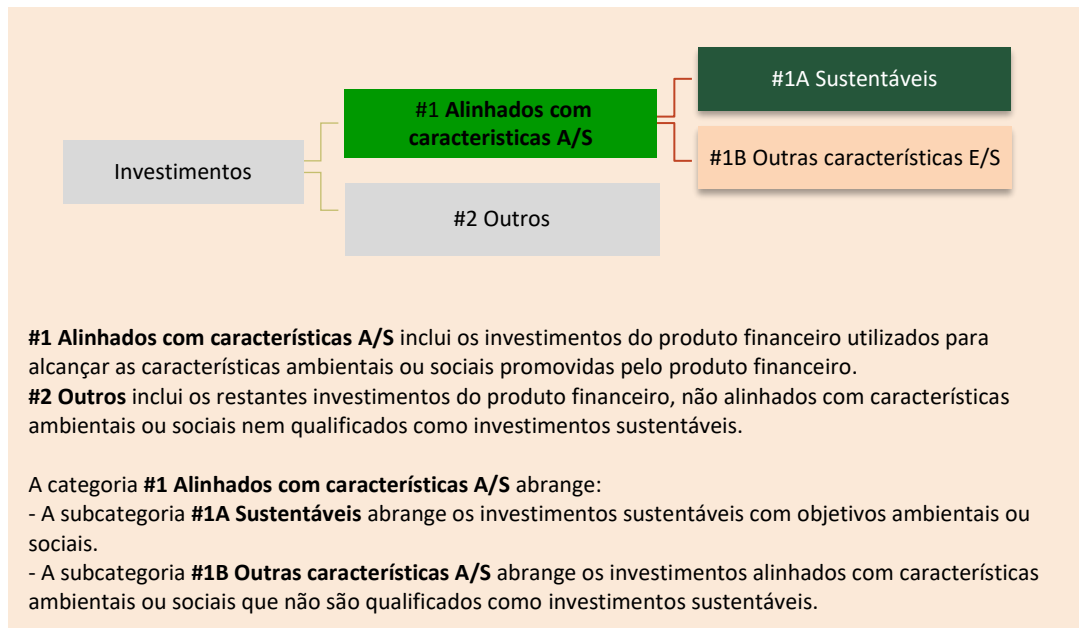 #1A Sustentáveis
#1 Alinhados com
caracteristicas A/S
#1B Outras características E/S
Investimentos
#2 Outros
#1 Alinhados com características A/S inclui os investimentos do produto financeiro utilizados para
alcançar as características ambientais ou sociais promovidas pelo produto financeiro.
#2 Outros inclui os restantes investimentos do produto financeiro, não alinhados com características
ambientais ou sociais nem qualificados como investimentos sustentáveis.
A categoria #1 Alinhados com características A/S abrange:
- A subcategoria #1A Sustentáveis abrange os investimentos sustentáveis com objetivos ambientais ou
sociais.
- A subcategoria #1B Outras características A/S abrange os investimentos alinhados com características
ambientais ou sociais que não são qualificados como investimentos sustentáveis.